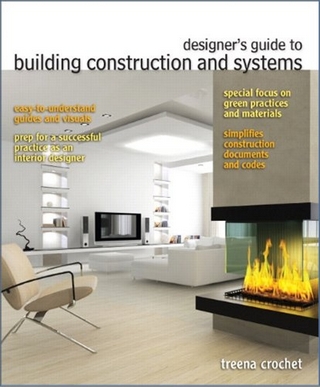 designer's guide to
building construction and systems
easy-to-understand
guides and visuals
prep for a successful
practice as an
interior designer
special focus on
green practices
and materials
simplifies
construction
documents
and codes
treena crochet